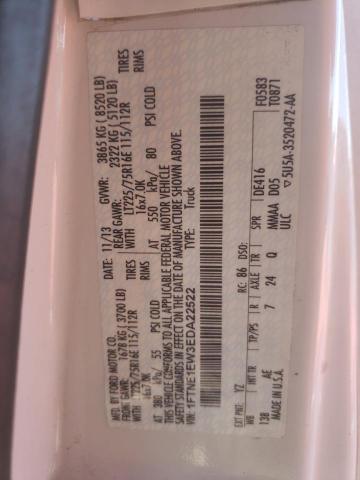 MFD. BY FORD MOTOR CO.
DATE: 11/13 GVWR: 3865 KG ( 8520 LB)
FRONT GAWR: 1678 KG ( 3700 LB) REAR GAWR: 2322 KG ( 5120 LB)
WITH LT225/75R16E 115/112R TIRES WITH LT225/75R16E 115/112R TIRES
16x7.0K RIMS 16x7.0K RIMS
AT 380 kPa/ 55 PSI COLD AT 550 kPa/ 80 PSI COLD
THIS VEHICLE CONFORMS TO ALL APPLICABLE FEDERAL MOTOR VEHICLE
SAFETY STANDARDS IN EFFECT ON THE DATE OF MANUFACTURE SHOWN ABOVE.
VIN: 1FTNE1EW3EDA22522
TYPE: Truck
F0583
T0871
EXT PNT: YZ RC: 86 DSO: DE416
WB INT TR TP/PS R AXLE TR SPR
138 AE 7 24 Q MMAA D05
MADE IN U.S.A. ULC
5U5A-3520472-AA